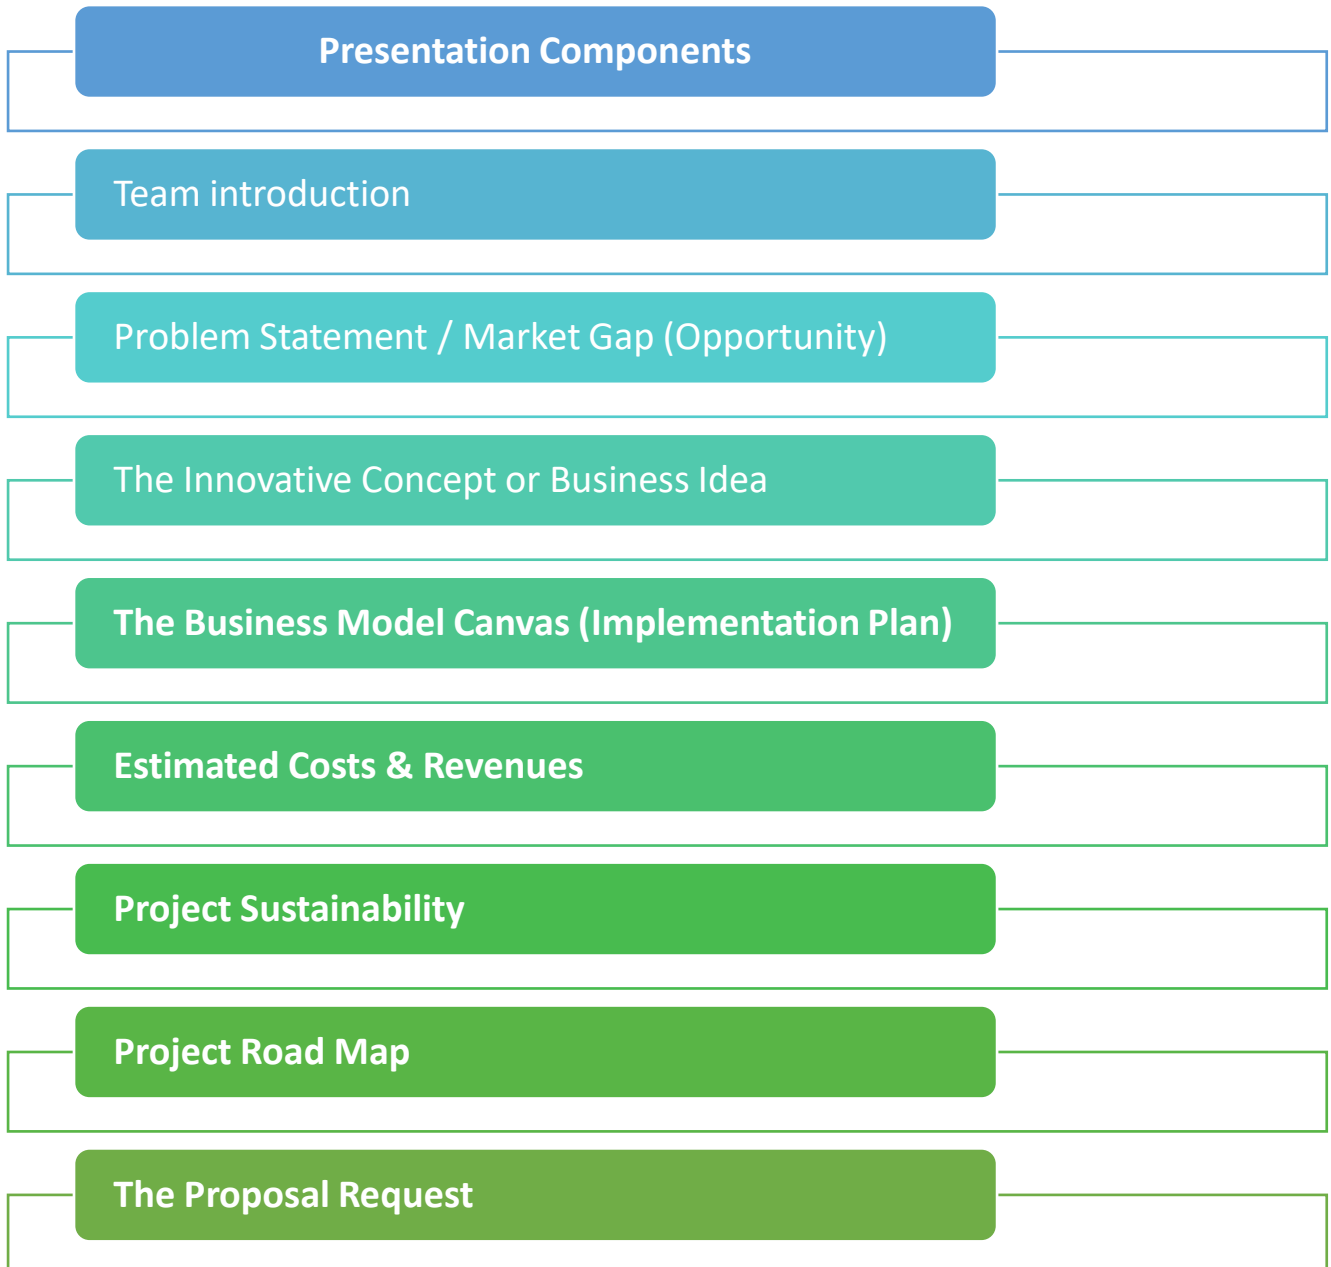 Presentation Components
Team introduction
Problem Statement / Market Gap (Opportunity)
The Innovative Concept or Business Idea
The Business Model Canvas (Implementation Plan)
Estimated Costs & Revenues
Project Sustainability
Project Road Map
The Proposal Request